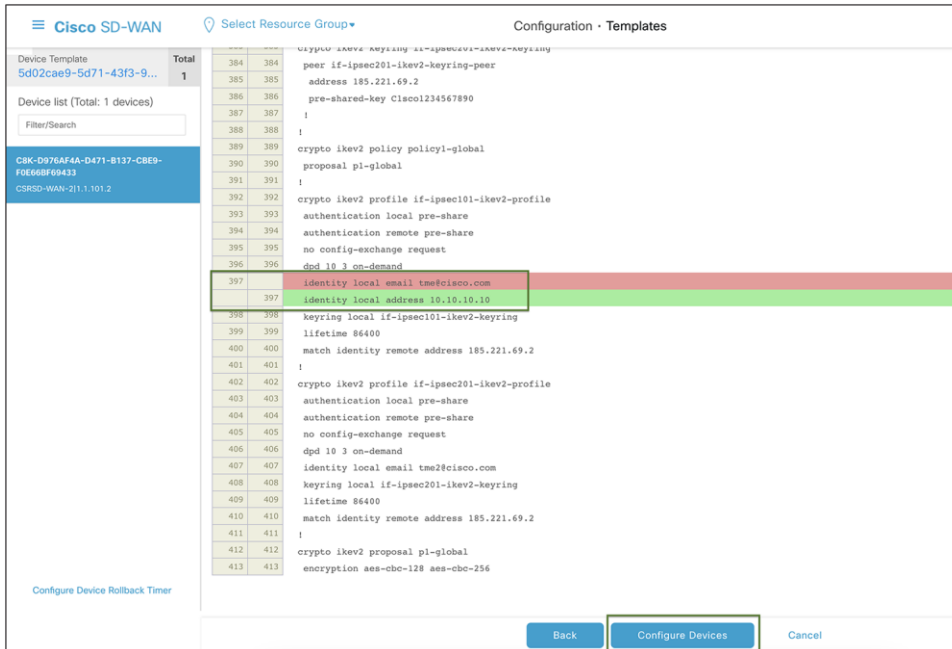 Cisco SD-WAN
Select Resource Group▾
Configuration · Templates
Device Template
5d02cae9-5d71-43f3-9...
Total
1
Device list (Total: 1 devices)
Filter/Search
C8K-D976AF4A-D471-B137-CBE9-
F0E66BF69433
CSRSD-WAN-2|1.1.101.2
Configure Device Rollback Timer
383 383 crypto ikev2 keyring if-ipsec201-ikev2-keyring
384 384 peer if-ipsec201-ikev2-keyring-peer
385 385 address 185.221.69.2
386 386 pre-shared-key C1sco1234567890
387 387 !
388 388 !
389 389 crypto ikev2 policy policy1-global
390 390 proposal p1-global
391 391 !
392 392 crypto ikev2 profile if-ipsec101-ikev2-profile
393 393 authentication local pre-share
394 394 authentication remote pre-share
395 395 no config-exchange request
396 396 dpd 10 3 on-demand
397 identity local email tme@cisco.com
397 identity local address 10.10.10.10
398 398 keyring local if-ipsec101-ikev2-keyring
399 399 lifetime 86400
400 400 match identity remote address 185.221.69.2
401 401 !
402 402 crypto ikev2 profile if-ipsec201-ikev2-profile
403 403 authentication local pre-share
404 404 authentication remote pre-share
405 405 no config-exchange request
406 406 dpd 10 3 on-demand
407 407 identity local email tme2@cisco.com
408 408 keyring local if-ipsec201-ikev2-keyring
409 409 lifetime 86400
410 410 match identity remote address 185.221.69.2
411 411 !
412 412 crypto ikev2 proposal p1-global
413 413 encryption aes-cbc-128 aes-cbc-256
Back
Configure Devices
Cancel